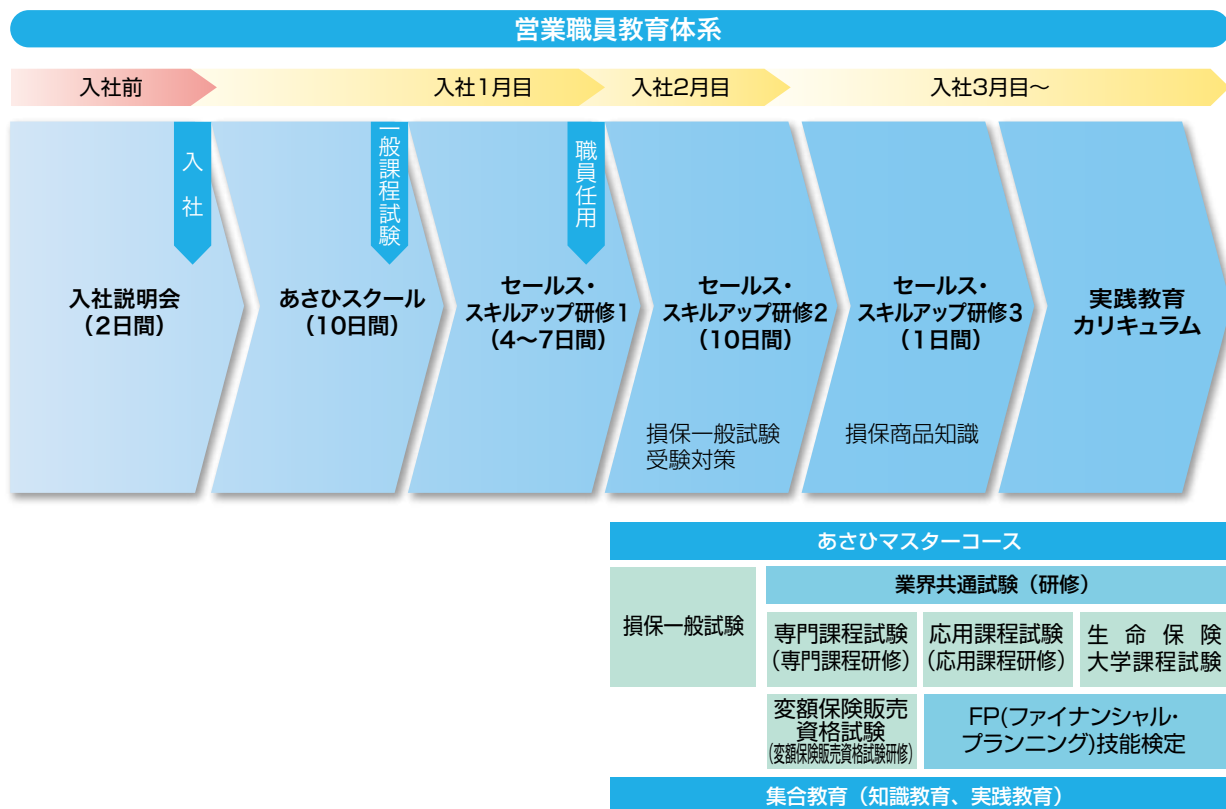 営業職員教育体系
入社前
入社1月目
入社2月目
入社3月目～
入社
一般課程試験
職員任用
入社説明会
（2日間）
あさひスクール
（10日間）
セールス・
スキルアップ研修1
（4～7日間）
セールス・
スキルアップ研修2
（10日間）
セールス・
スキルアップ研修3
（1日間）
実践教育
カリキュラム
損保一般試験
受験対策
損保商品知識
あさひマスターコース
損保一般試験
業界共通試験（研修）
専門課程試験
(専門課程研修)
応用課程試験
(応用課程研修)
生命保険
大学課程試験
変額保険販売
資格試験
(変額保険販売資格試験研修)
FP(ファイナンシャル・
プランニング)技能検定
集合教育（知識教育、実践教育）